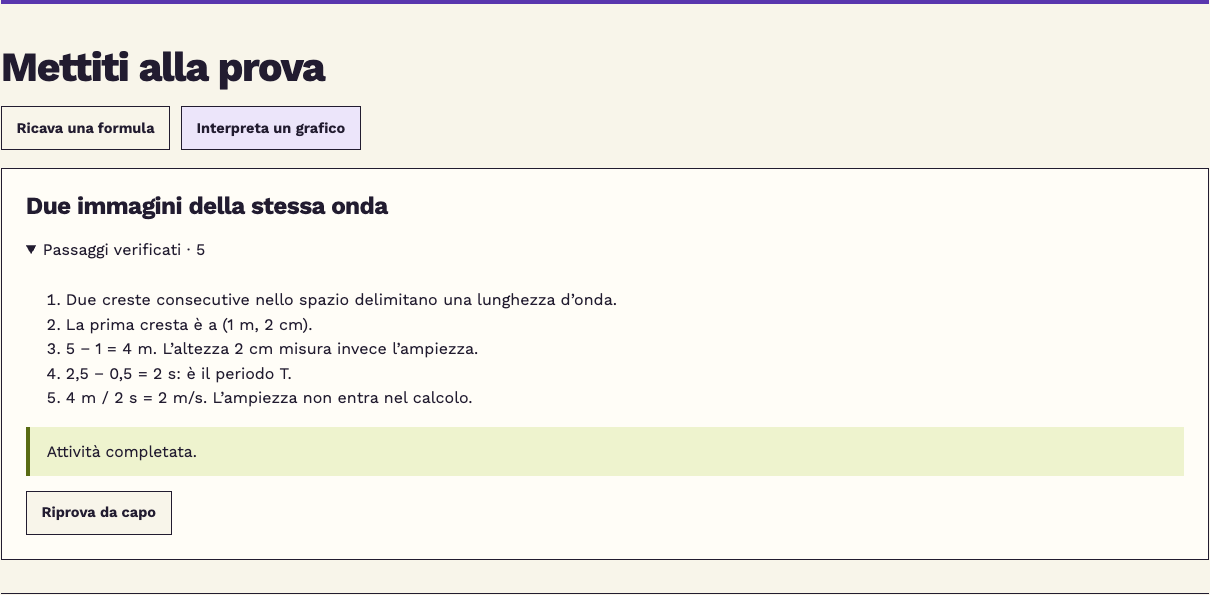 Mettiti alla prova
Ricava una formula
Interpreta un grafico
Due immagini della stessa onda
▼ Passaggi verificati · 5
1. Due creste consecutive nello spazio delimitano una lunghezza d’onda.
2. La prima cresta è a (1 m, 2 cm).
3. 5 − 1 = 4 m. L’altezza 2 cm misura invece l’ampiezza.
4. 2,5 − 0,5 = 2 s: è il periodo T.
5. 4 m / 2 s = 2 m/s. L’ampiezza non entra nel calcolo.
Attività completata.
Riprova da capo